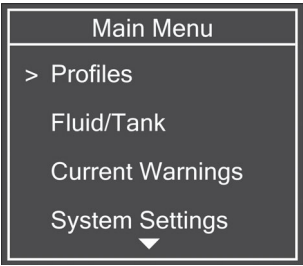 Main Menu
> Profiles
Fluid/Tank
Current Warnings
System Settings